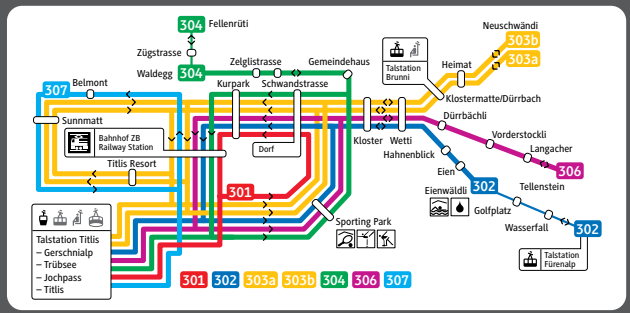 304 Fellenrüti
Zügstrasse
Waldegg 304
Zelglistrasse
Gemeindehaus
Neuschwändi
303b
303a
Talstation
Brunni
Heimat
Klostermatte/Dürrbach
307 Belmont
Kurpark
Schwandstrasse
Sunnmatt
Bahnhof ZB
Railway Station
Dorf
Kloster
Wetti
Hahnenblick
Dürrbächli
Vorderstockli
Langacher
306
Titlis Resort
301
Eien
Eienwäldli
302
Golfplatz
Tellenstein
Wasserfall
302
Sporting Park
Talstation
Fürenalp
Talstation Titlis
– Gerschnialp
– Trübsee
– Jochpass
– Titlis
301 302 303a 303b 304 306 307